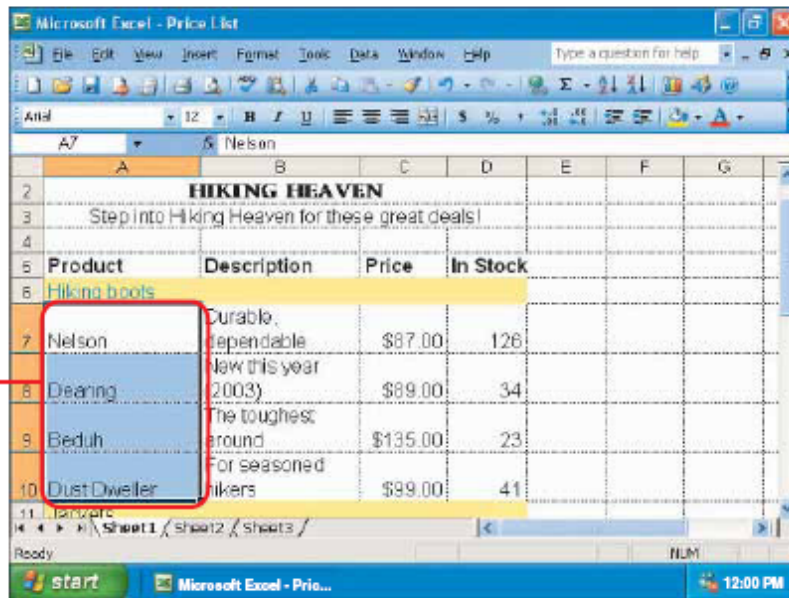 Microsoft Excel - Price List
File Edit View Insert Format Tools Data Window Help Type a question for help
Arial 12 B I U $ % ,
A7 fx Nelson
A B C D E F G
2 HIKING HEAVEN
3 Step into Hiking Heaven for these great deals!
4
5 Product Description Price In Stock
6 Hiking boots
7 Nelson Durable, dependable $87.00 126
8 Dearing New this year (2003) $89.00 34
9 Beduh The toughest around $135.00 23
10 Dust Dweller For seasoned hikers $99.00 41
11 Jackets
Sheet1 / Sheet2 / Sheet3 /
Ready NUM
start Microsoft Excel - Pric... 12:00 PM